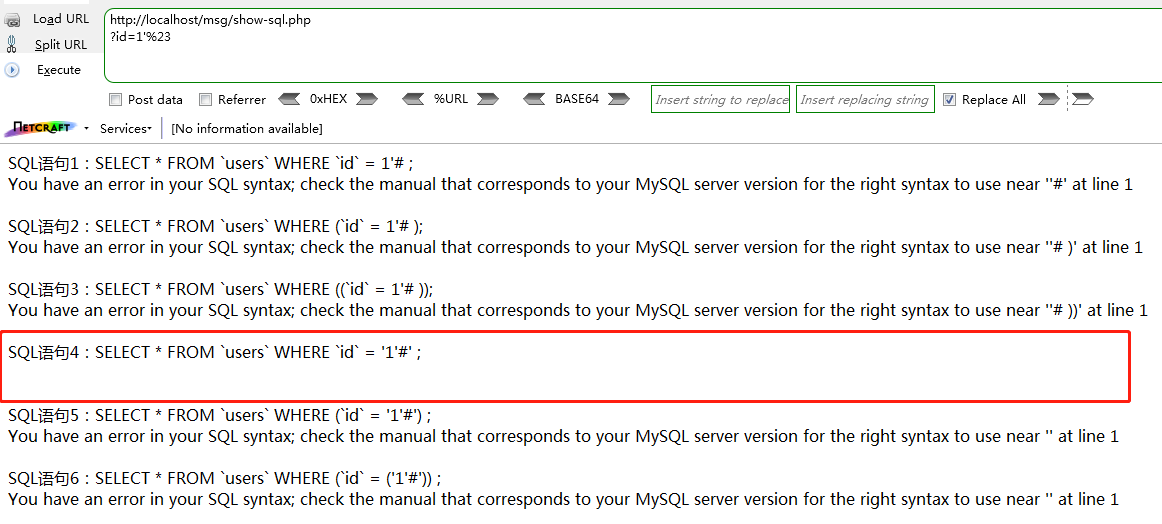 Load URL
http://localhost/msg/show-sql.php
Split URL
?id=1'%23
Execute
Post data Referrer 0xHEX %URL BASE64 Insert string to replace Insert replacing string Replace All
NETCRAFT Services [No information available]
SQL语句1：SELECT * FROM `users` WHERE `id` = 1'# ;
You have an error in your SQL syntax; check the manual that corresponds to your MySQL server version for the right syntax to use near ''#' at line 1
SQL语句2：SELECT * FROM `users` WHERE (`id` = 1'# );
You have an error in your SQL syntax; check the manual that corresponds to your MySQL server version for the right syntax to use near ''# )' at line 1
SQL语句3：SELECT * FROM `users` WHERE ((`id` = 1'# ));
You have an error in your SQL syntax; check the manual that corresponds to your MySQL server version for the right syntax to use near ''# ))' at line 1
SQL语句4：SELECT * FROM `users` WHERE `id` = '1'#' ;
SQL语句5：SELECT * FROM `users` WHERE (`id` = '1'#') ;
You have an error in your SQL syntax; check the manual that corresponds to your MySQL server version for the right syntax to use near '' at line 1
SQL语句6：SELECT * FROM `users` WHERE (`id` = ('1'#')) ;
You have an error in your SQL syntax; check the manual that corresponds to your MySQL server version for the right syntax to use near '' at line 1